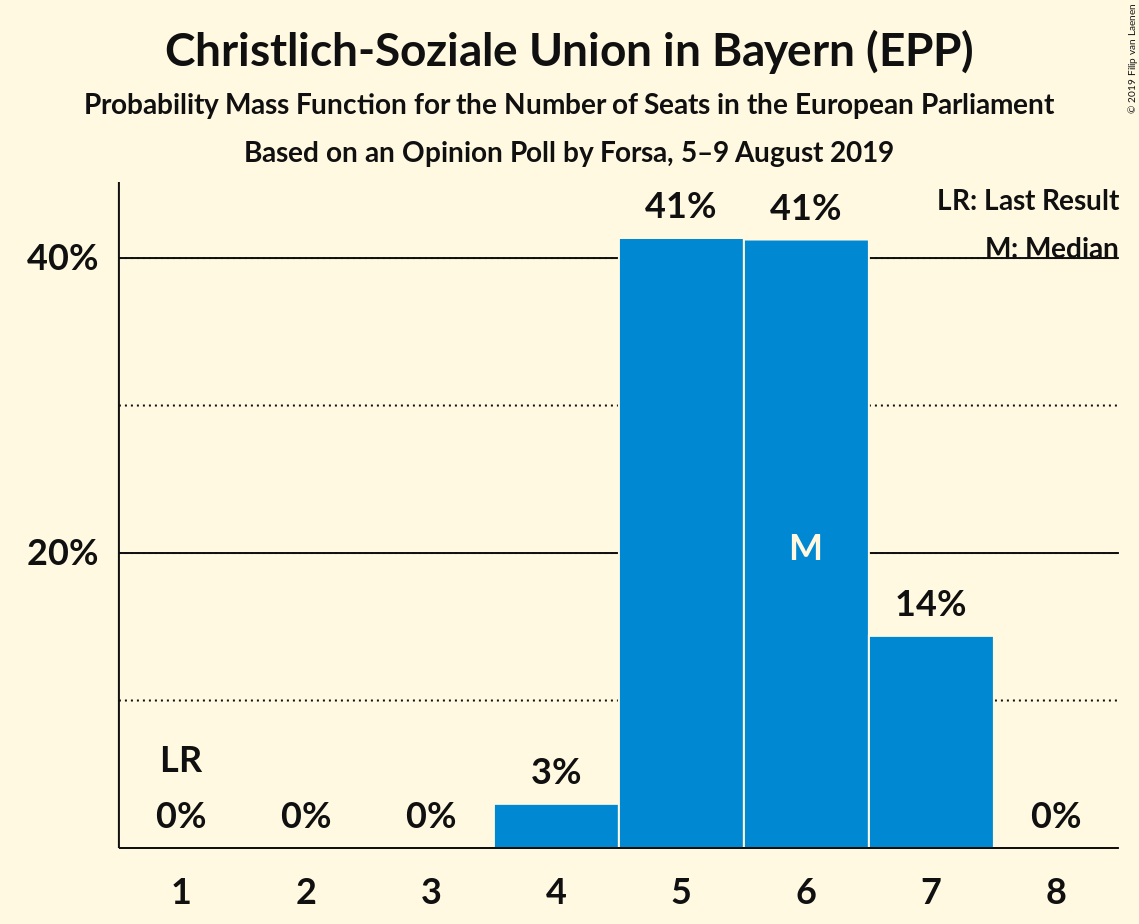 Christlich-Soziale Union in Bayern (EPP)
Probability Mass Function for the Number of Seats in the European Parliament
Based on an Opinion Poll by Forsa, 5–9 August 2019
© 2019 Filip van Laenen
LR: Last Result
M: Median
41%
41%
40%
M
20%
14%
LR
3%
0%
0%
0%
0%
1
2
3
4
5
6
7
8